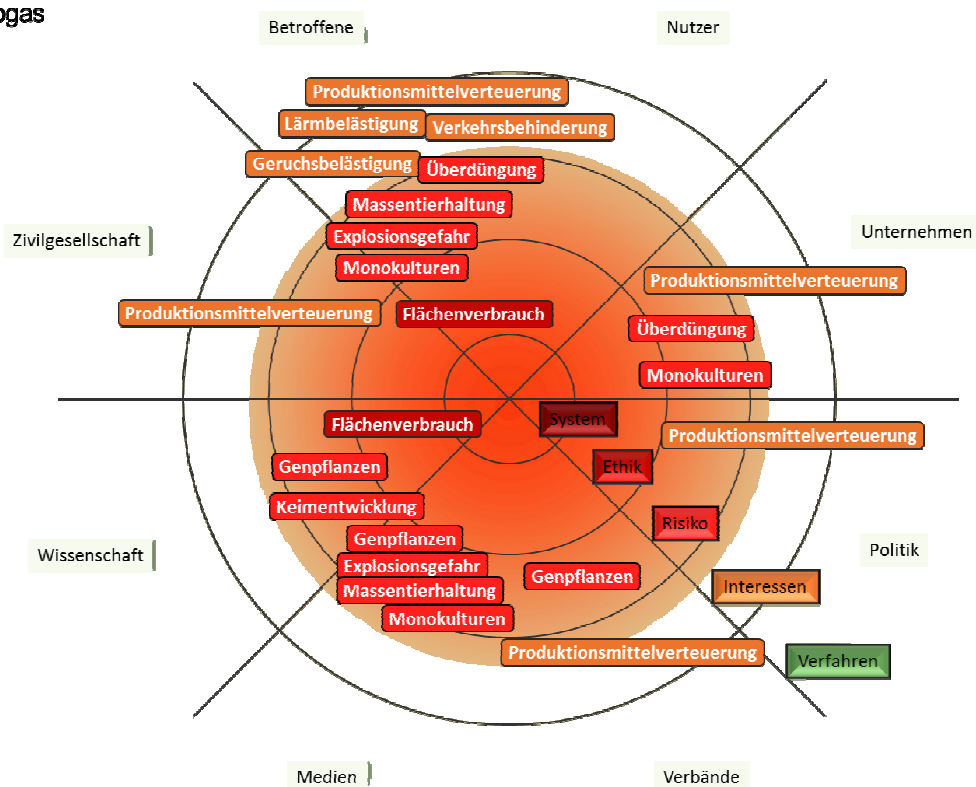 ogas
Betroffene
Nutzer
Produktionsmittelverteuerung
Lärmbelästigung
Verkehrsbehinderung
Geruchsbelästigung
Überdüngung
Massentierhaltung
Explosionsgefahr
Zivilgesellschaft
Unternehmen
Monokulturen
Produktionsmittelverteuerung
Produktionsmittelverteuerung
Flächenverbrauch
Überdüngung
Monokulturen
Flächenverbrauch
System
Produktionsmittelverteuerung
Genpflanzen
Ethik
Keimentwicklung
Risiko
Genpflanzen
Wissenschaft
Politik
Explosionsgefahr
Genpflanzen
Massentierhaltung
Interessen
Monokulturen
Produktionsmittelverteuerung
Verfahren
Medien
Verbände